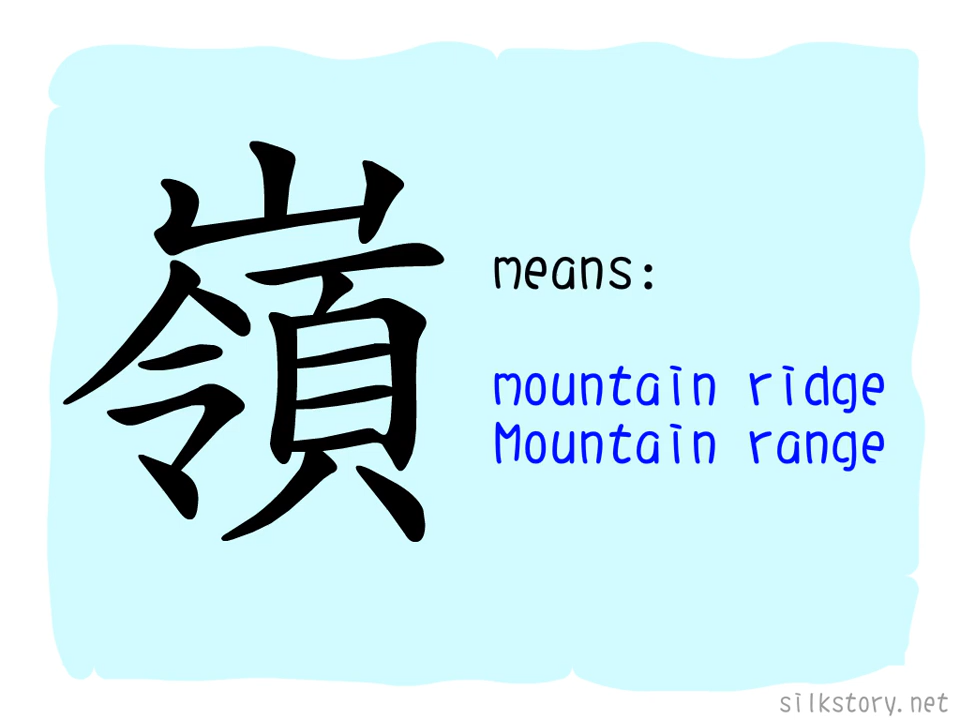 嶺
means:
mountain ridge
Mountain range
silkstory.net